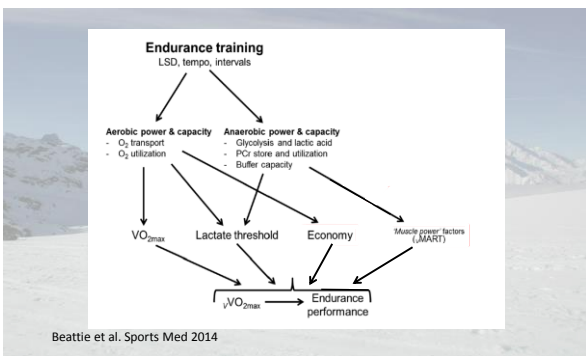 Endurance training
LSD, tempo, intervals
Aerobic power & capacity
- O2 transport
- O2 utilization
Anaerobic power & capacity
- Glycolysis and lactic acid
- PCr store and utilization
- Buffer capacity
VO2max
Lactate threshold
Economy
'Muscle power' factors
(vMART)
vVO2max
Endurance
performance
Beattie et al. Sports Med 2014